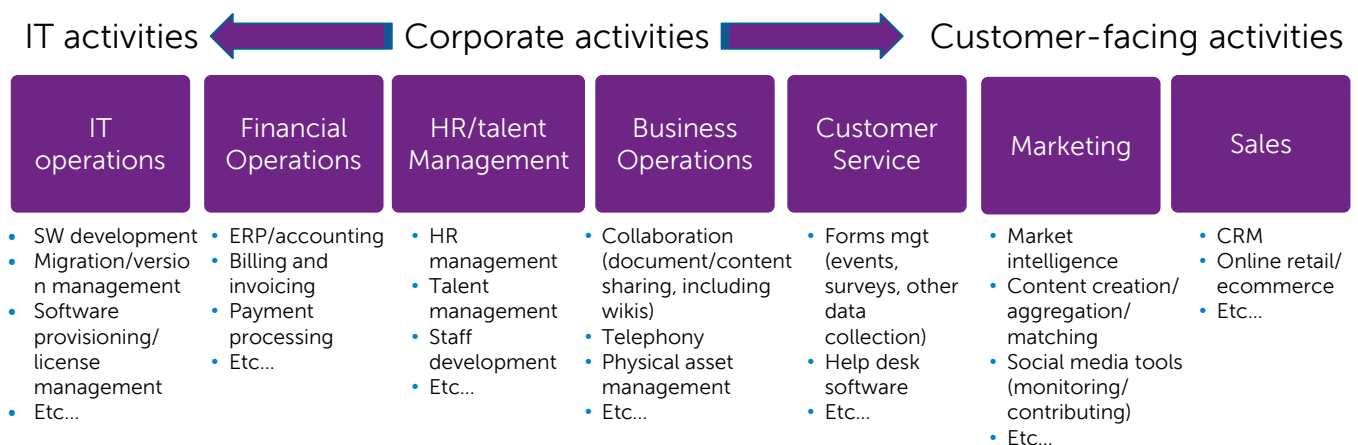 IT activities
Corporate activities
Customer-facing activities
IT
operations
Financial
Operations
HR/talent
Management
Business
Operations
Customer
Service
Marketing
Sales
• SW development
• Migration/versio
n management
• Software
provisioning/
license
management
• Etc...
• ERP/accounting
• Billing and
invoicing
• Payment
processing
• Etc...
• HR
management
• Talent
management
• Staff
development
• Etc...
• Collaboration
(document/content
sharing, including
wikis)
• Telephony
• Physical asset
management
• Etc...
• Forms mgt
(events,
surveys, other
data
collection)
• Help desk
software
• Etc...
• Market
intelligence
• Content creation/
aggregation/
matching
• Social media tools
(monitoring/
contributing)
• Etc...
• CRM
• Online retail/
ecommerce
• Etc...